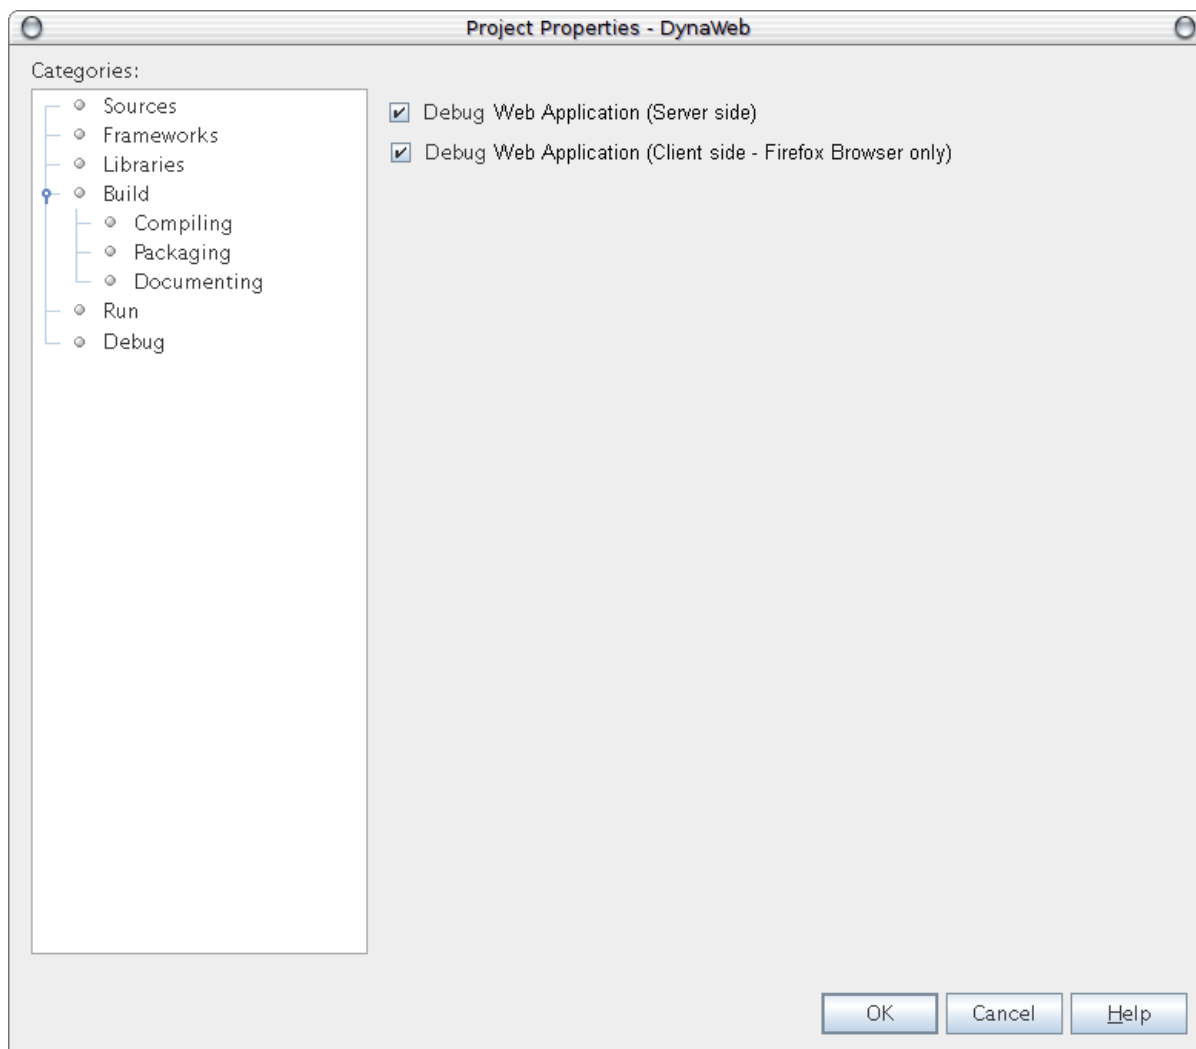 Project Properties - DynaWeb
Categories:
Sources
Frameworks
Libraries
Build
Compiling
Packaging
Documenting
Run
Debug
Debug Web Application (Server side)
Debug Web Application (Client side - Firefox Browser only)
OK
Cancel
Help